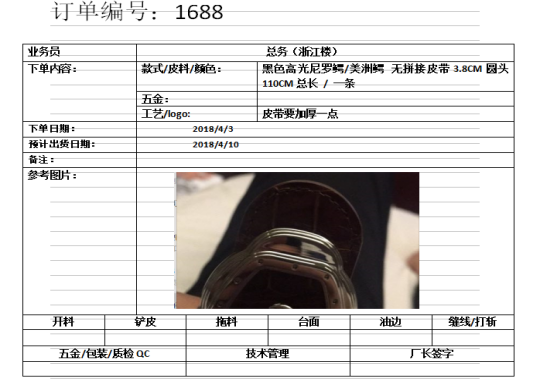 订单编号：1688
业务员 总务（浙江楼）
下单内容： 款式/皮料/颜色： 黑色高光尼罗鳄/美洲鳄 无拼接皮带 3.8CM 圆头
110CM 总长 / 一条
五金：
工艺/logo: 皮带要加厚一点
下单日期： 2018/4/3
预计出货日期： 2018/4/10
备注：
参考图片：
开料 铲皮 拖料 台面 油边 缝线/打斩
五金/包装/质检 QC 技术管理 厂长签字